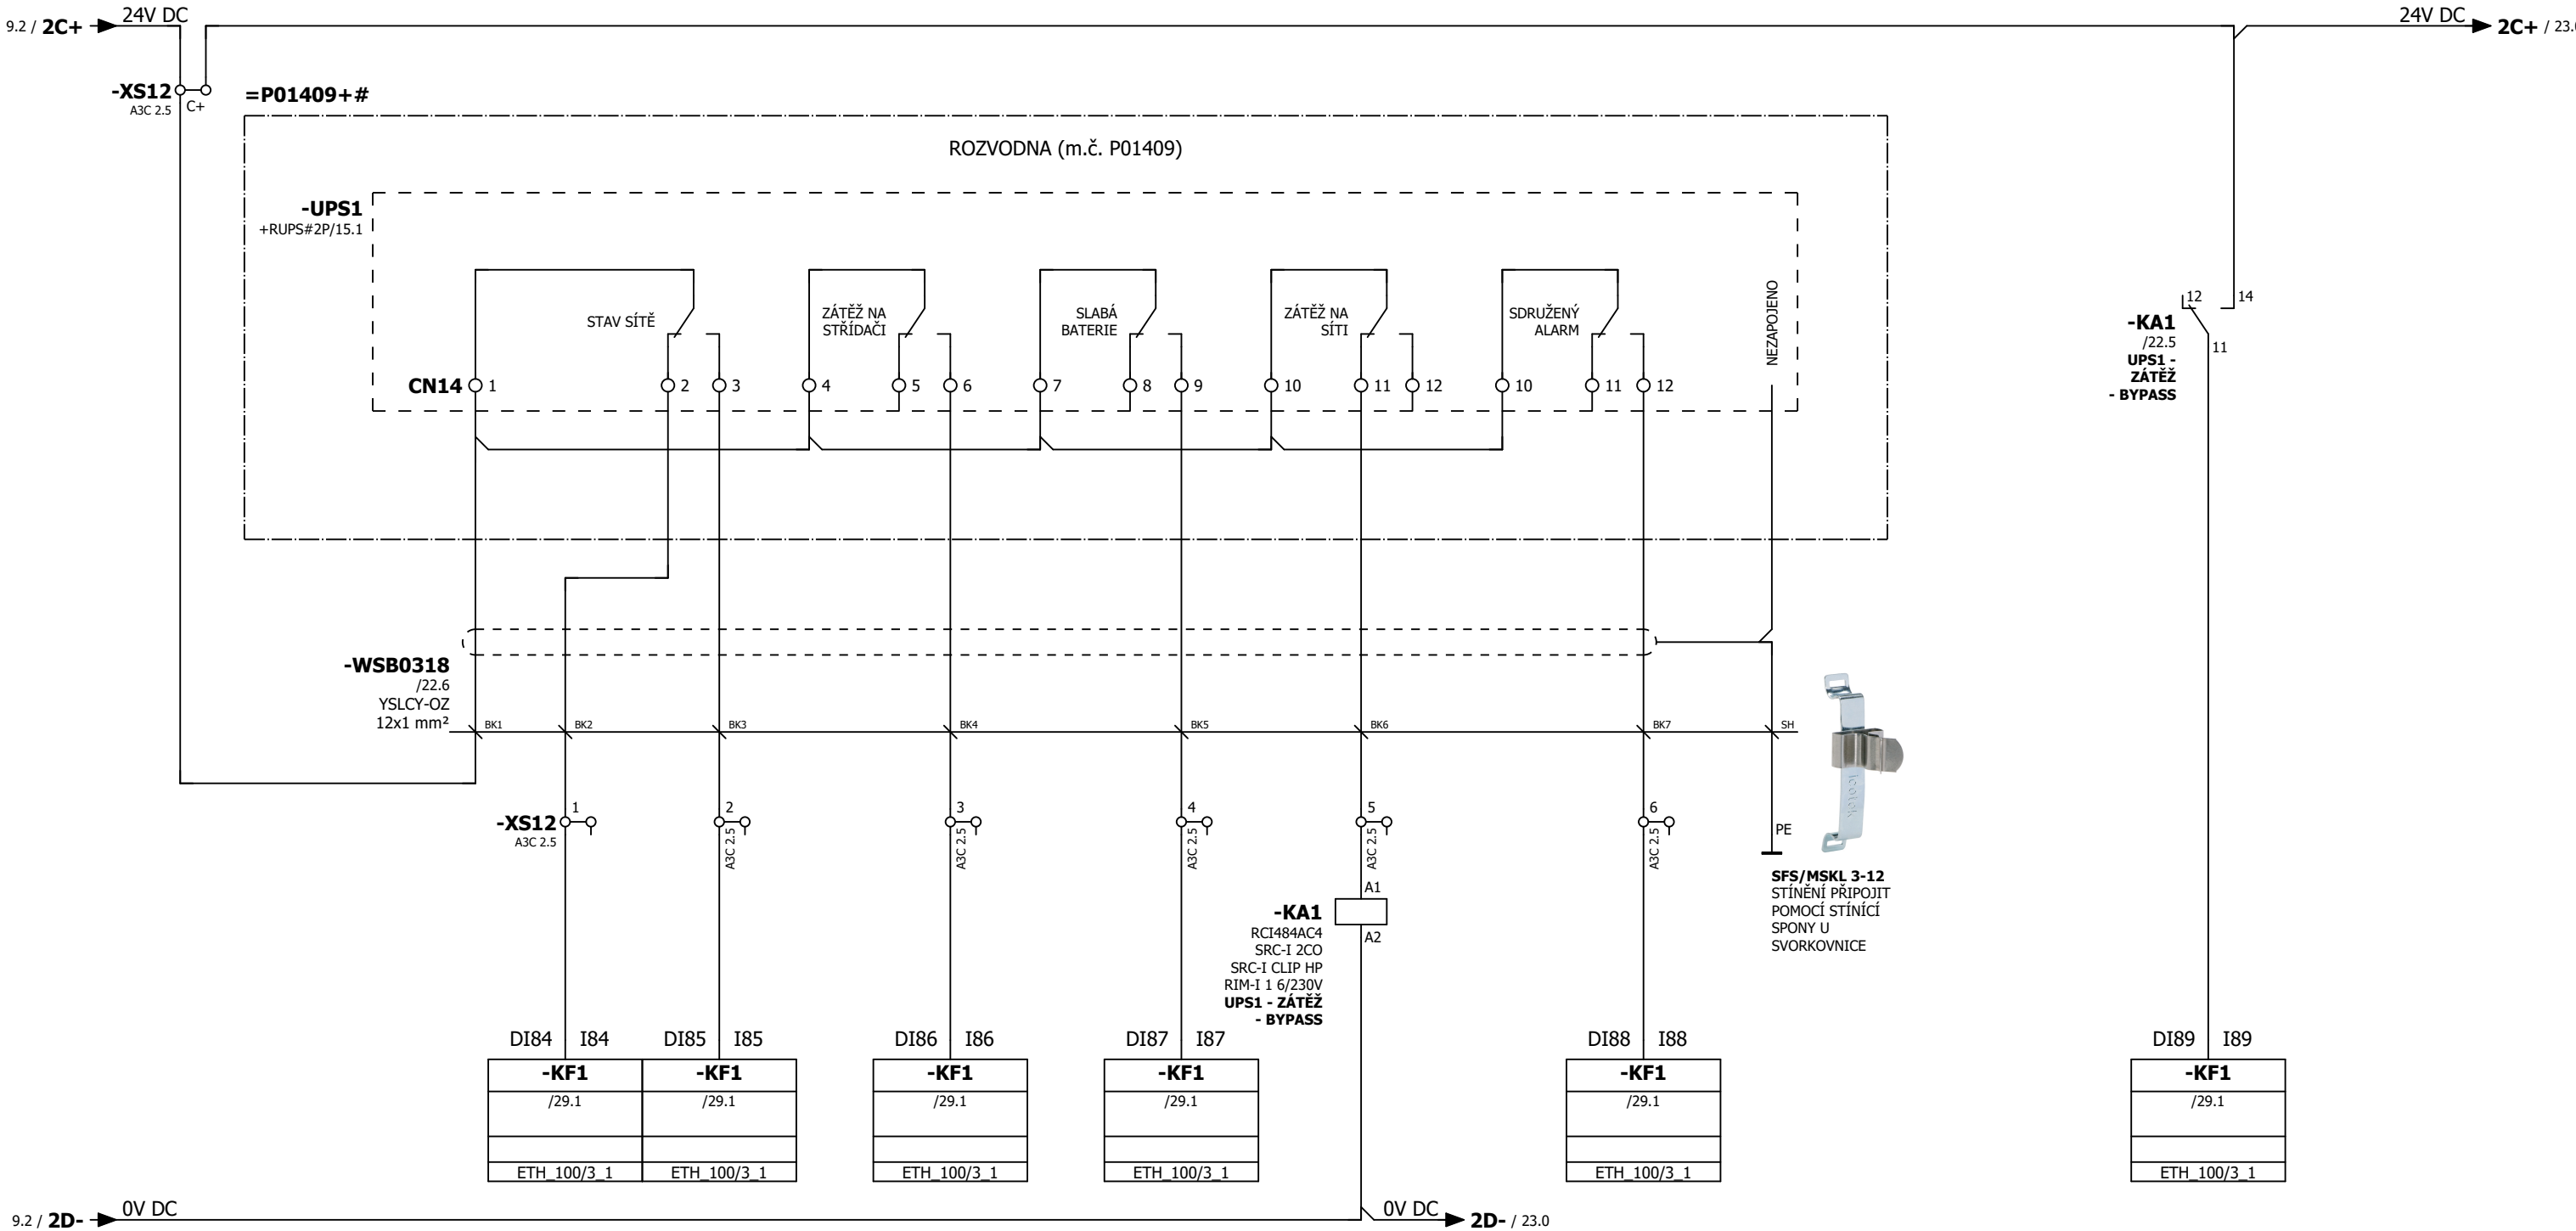 24V DC
9.2 / 2C+
24V DC
2C+ / 23.0
-XS12
A3C 2.5
C+
=P01409+#
ROZVODNA (m.č. P01409)
-UPS1
+RUPS#2P/15.1
STAV SÍTĚ
ZÁTĚŽ NA
STŘÍDAČI
SLABÁ
BATERIE
ZÁTĚŽ NA
SÍTI
SDRUŽENÝ
ALARM
NEZAPOJENO
CN14
1
2
3
4
5
6
7
8
9
10
11
12
10
11
12
12
14
11
-KA1
/22.5
UPS1 -
ZÁTĚŽ
- BYPASS
-WSB0318
/22.6
YSLCY-OZ
12x1 mm²
BK1
BK2
BK3
BK4
BK5
BK6
BK7
SH
-XS12
A3C 2.5
1
2
A3C 2.5
3
A3C 2.5
4
A3C 2.5
5
A3C 2.5
6
A3C 2.5
PE
icotek
SFS/MSKL 3-12
STÍNĚNÍ PŘIPOJIT
POMOCÍ STÍNÍCÍ
SPONY U
SVORKOVNICE
A1
A2
-KA1
RCI484AC4
SRC-I 2CO
SRC-I CLIP HP
RIM-I 1 6/230V
UPS1 - ZÁTĚŽ
- BYPASS
DI84 I84
-KF1
/29.1
ETH_100/3_1
DI85 I85
-KF1
/29.1
ETH_100/3_1
DI86 I86
-KF1
/29.1
ETH_100/3_1
DI87 I87
-KF1
/29.1
ETH_100/3_1
DI88 I88
-KF1
/29.1
ETH_100/3_1
DI89 I89
-KF1
/29.1
ETH_100/3_1
0V DC
9.2 / 2D-
0V DC
2D- / 23.0